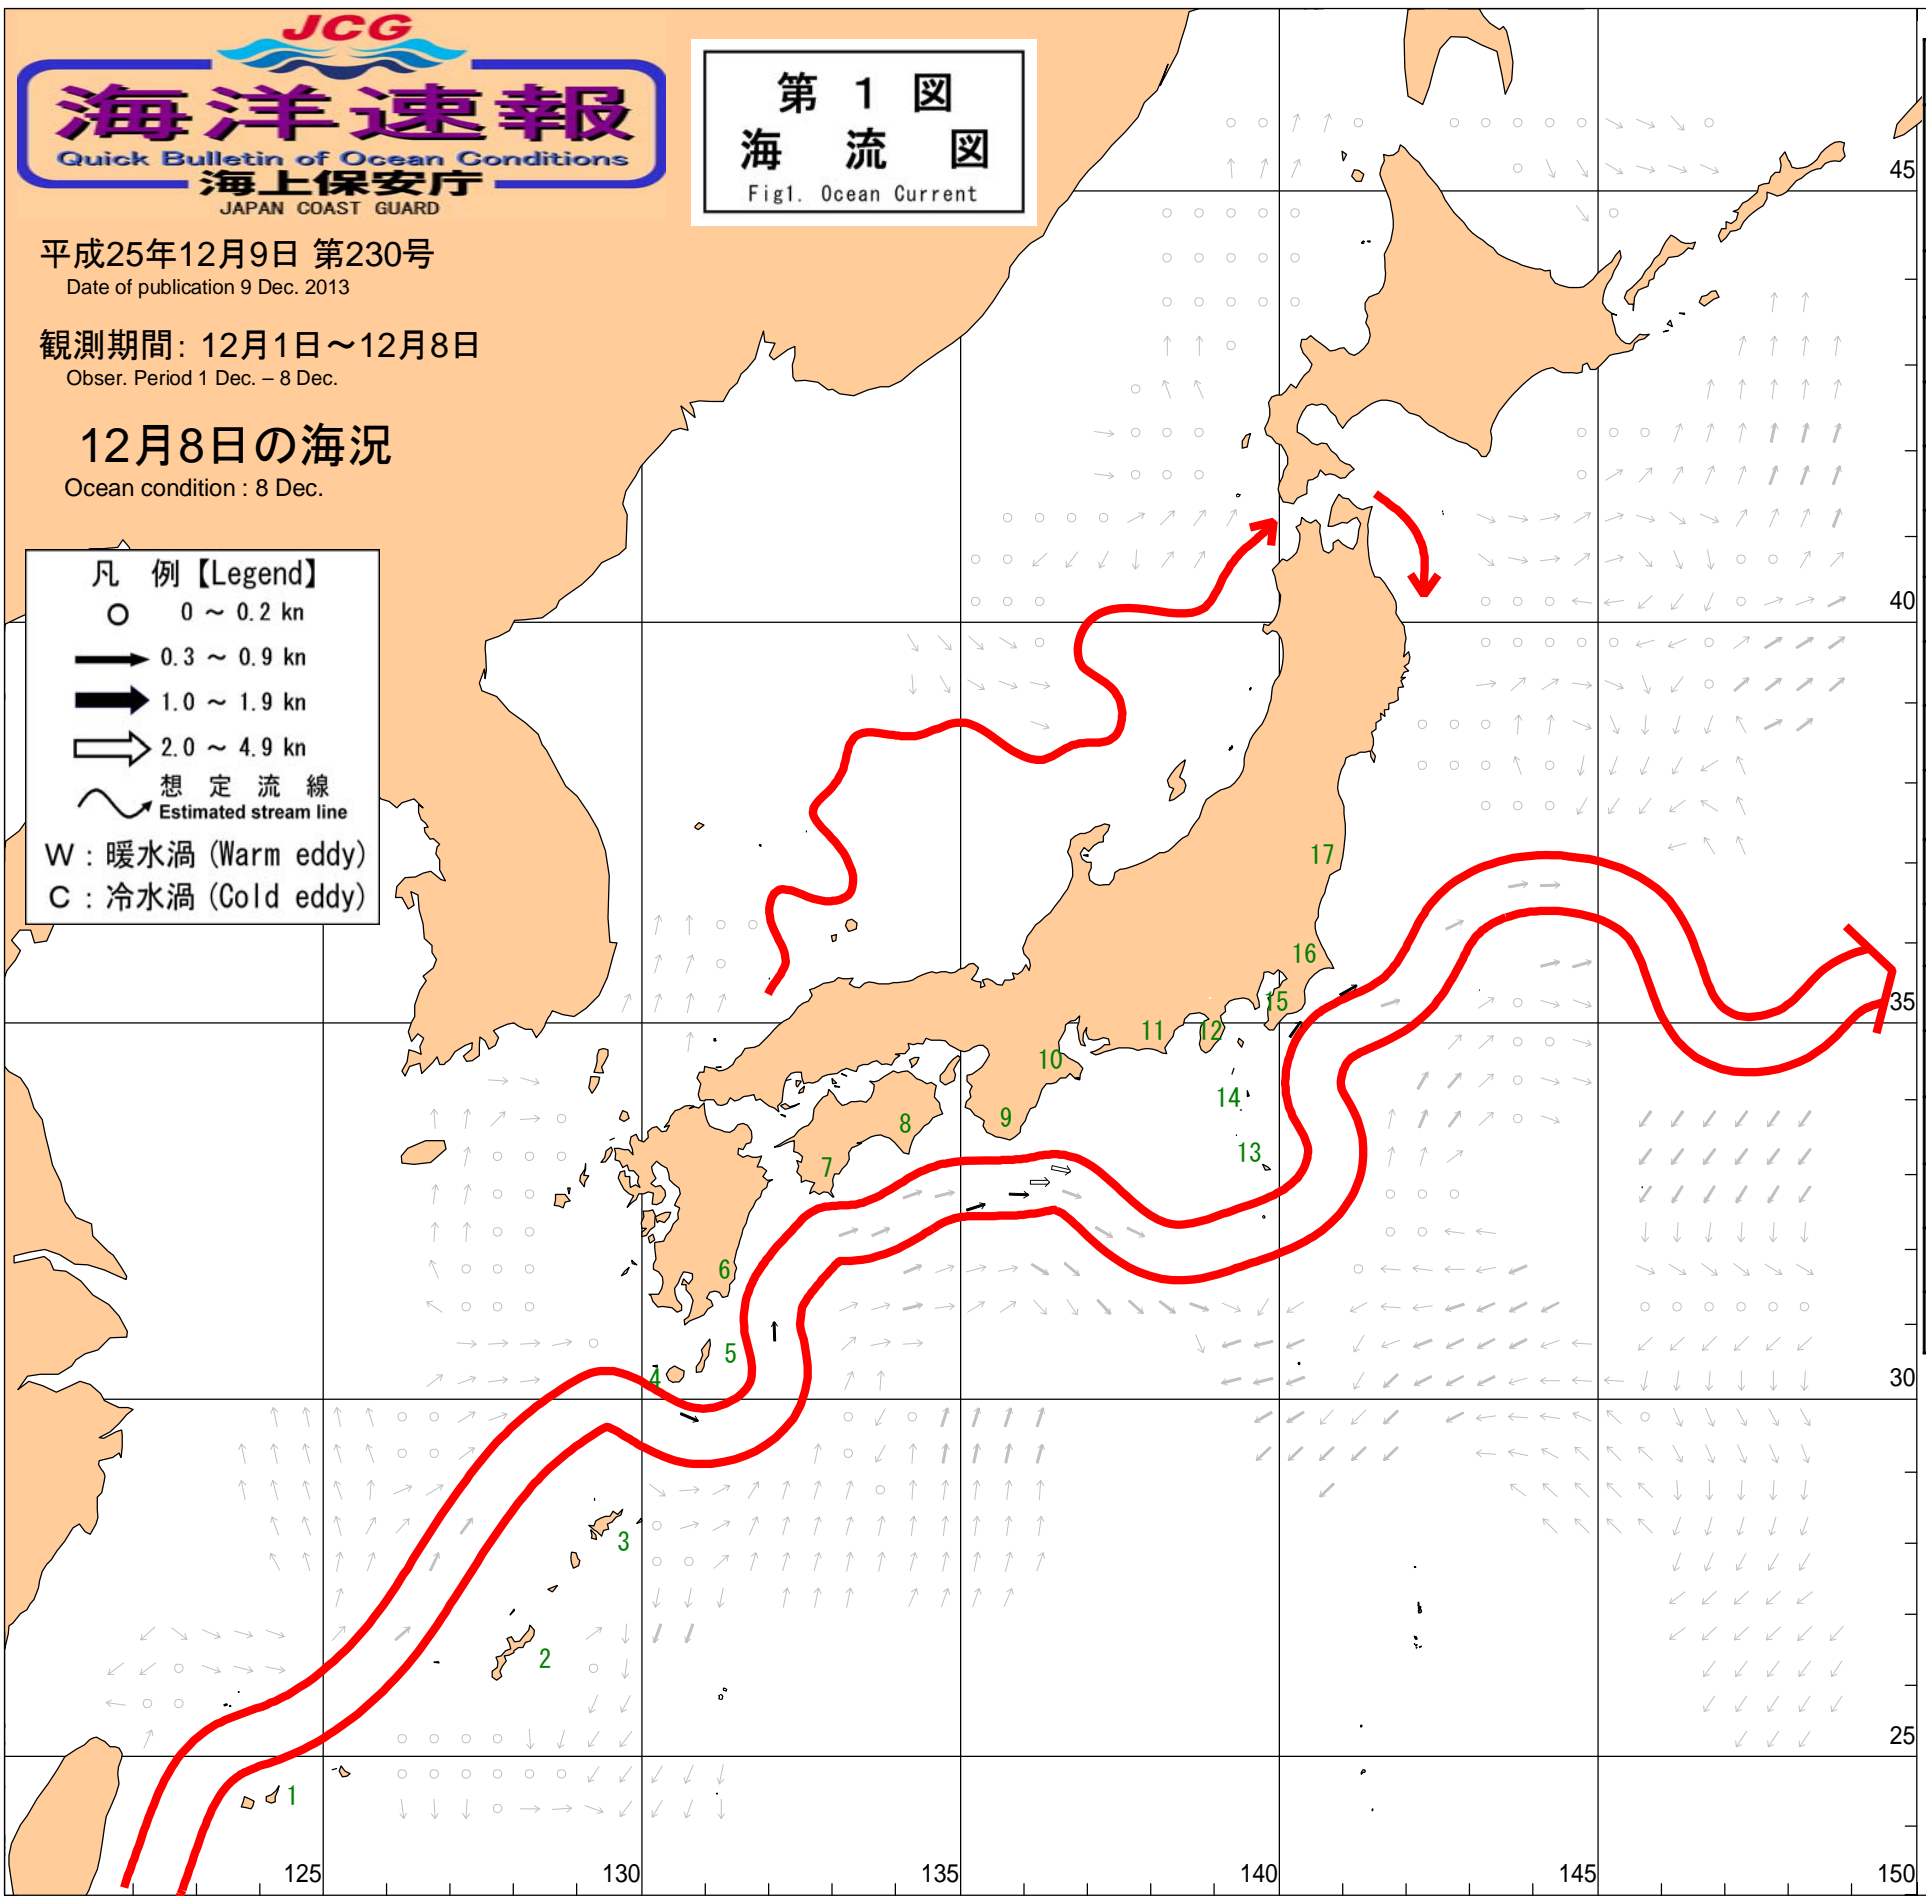 JCG
海洋速報
Quick Bulletin of Ocean Conditions
海上保安庁
JAPAN COAST GUARD
第 1 図
海 流 図
Fig1. Ocean Current
平成25年12月9日 第230号
Date of publication 9 Dec. 2013
観測期間: 12月1日～12月8日
Obser. Period 1 Dec. – 8 Dec.
12月8日の海況
Ocean condition : 8 Dec.
凡 例【Legend】
0 ～ 0.2 kn
0.3 ～ 0.9 kn
1.0 ～ 1.9 kn
2.0 ～ 4.9 kn
想 定 流 線
Estimated stream line
W : 暖水渦 (Warm eddy)
C : 冷水渦 (Cold eddy)
45
40
35
30
25
17
16
15
12
11
10
14
9
8
13
7
6
5
4
3
2
1
125
130
135
140
145
150